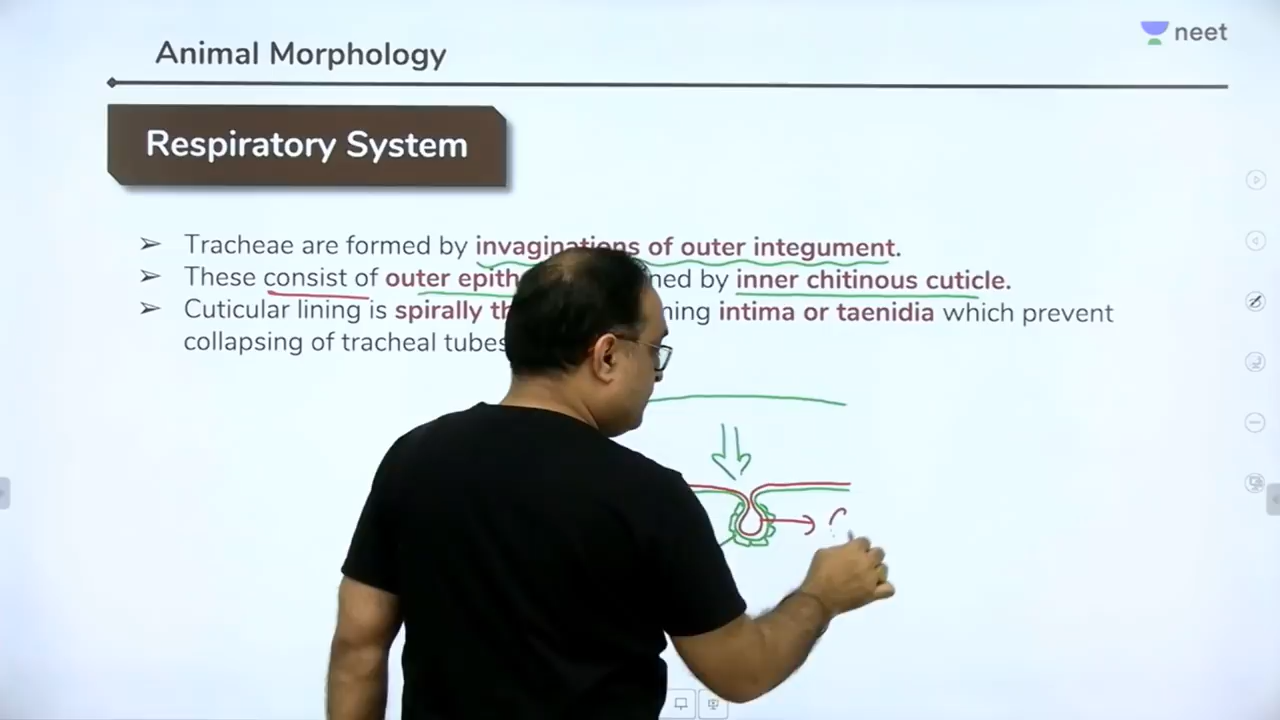 neet
Animal Morphology
Respiratory System
➢ Tracheae are formed by invaginations of outer integument.
➢ These consist of outer epith ned by inner chitinous cuticle.
➢ Cuticular lining is spirally th ning intima or taenidia which prevent
collapsing of tracheal tubes